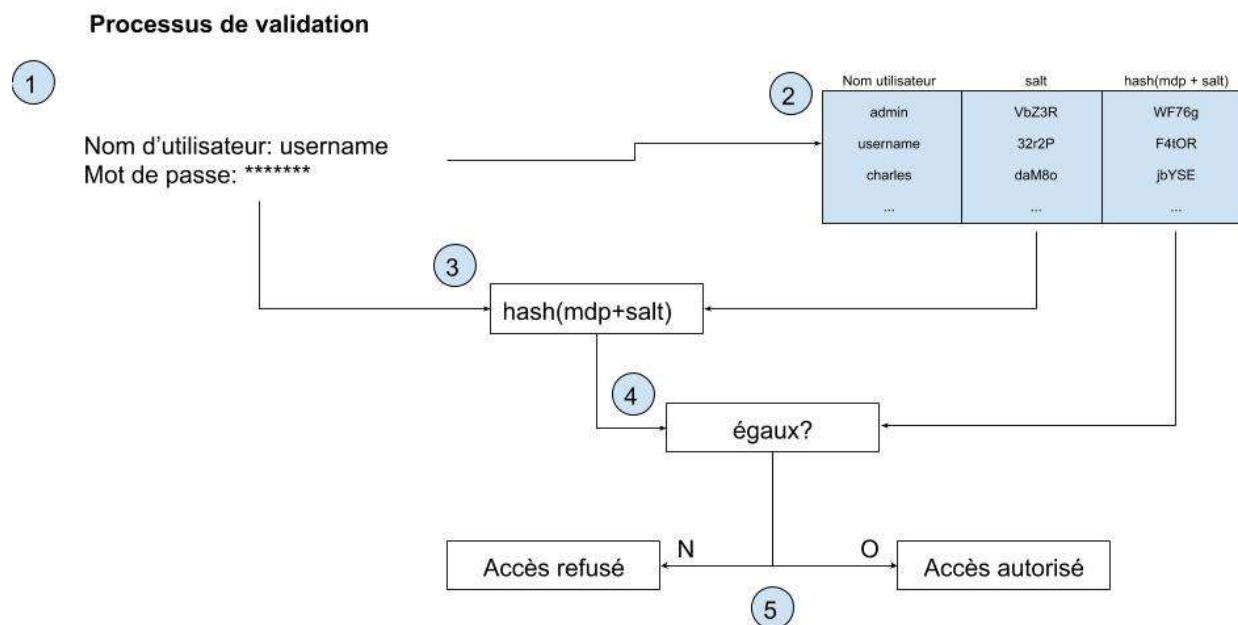 Processus de validation
1
Nom d'utilisateur: username
Mot de passe: *******
2
Nom utilisateur salt hash(mdp + salt)
admin VbZ3R WF76g
username 32r2P F4tOR
charles daM8o jbYSE
... ... ...
3
hash(mdp+salt)
4
égaux?
N O
Accès refusé Accès autorisé
5